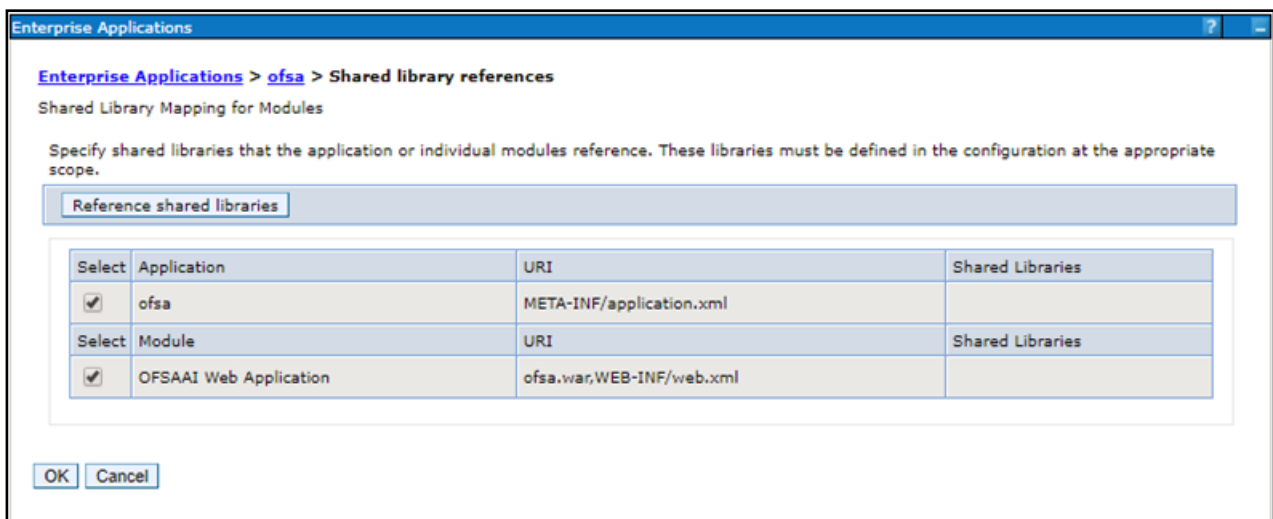 Enterprise Applications ? –
Enterprise Applications > ofsa > Shared library references
Shared Library Mapping for Modules
Specify shared libraries that the application or individual modules reference. These libraries must be defined in the configuration at the appropriate
scope.
Reference shared libraries
Select Application URI Shared Libraries
ofsa META-INF/application.xml
Select Module URI Shared Libraries
OFSAAI Web Application ofsa.war,WEB-INF/web.xml
OK Cancel